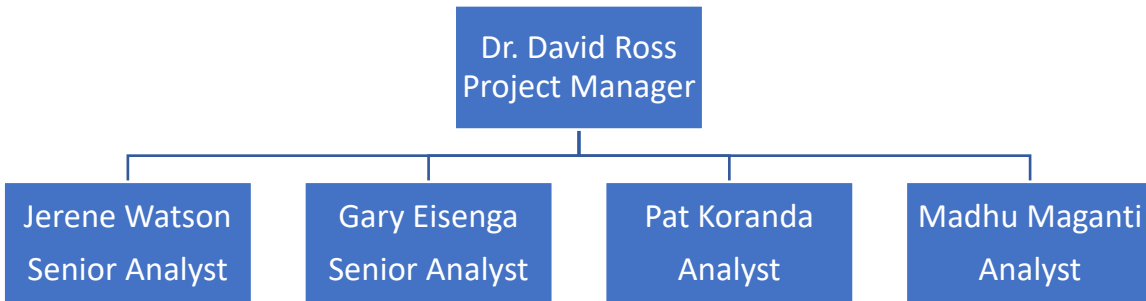 Dr. David Ross
Project Manager
Jerene Watson
Senior Analyst
Gary Eisenga
Senior Analyst
Pat Koranda
Analyst
Madhu Maganti
Analyst